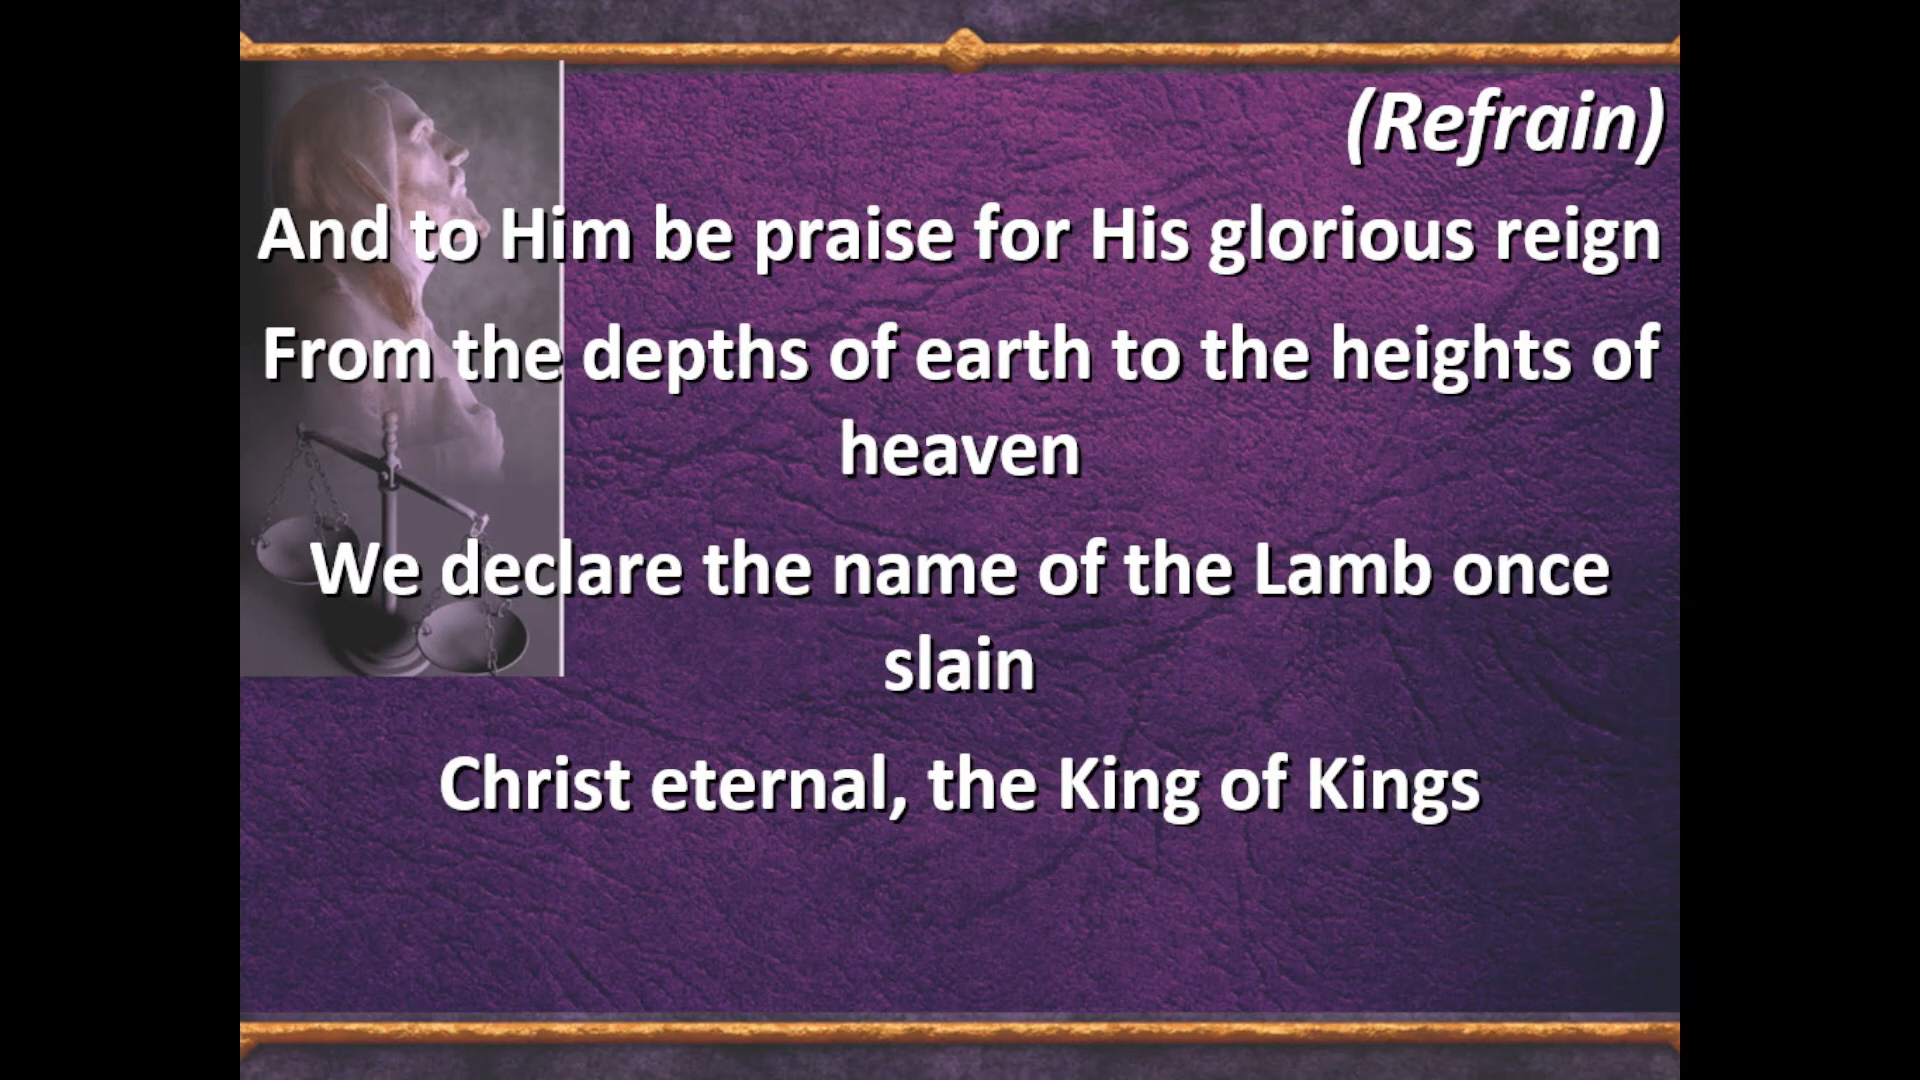 (Refrain)
And to Him be praise for His glorious reign
From the depths of earth to the heights of
heaven
We declare the name of the Lamb once
slain
Christ eternal, the King of Kings